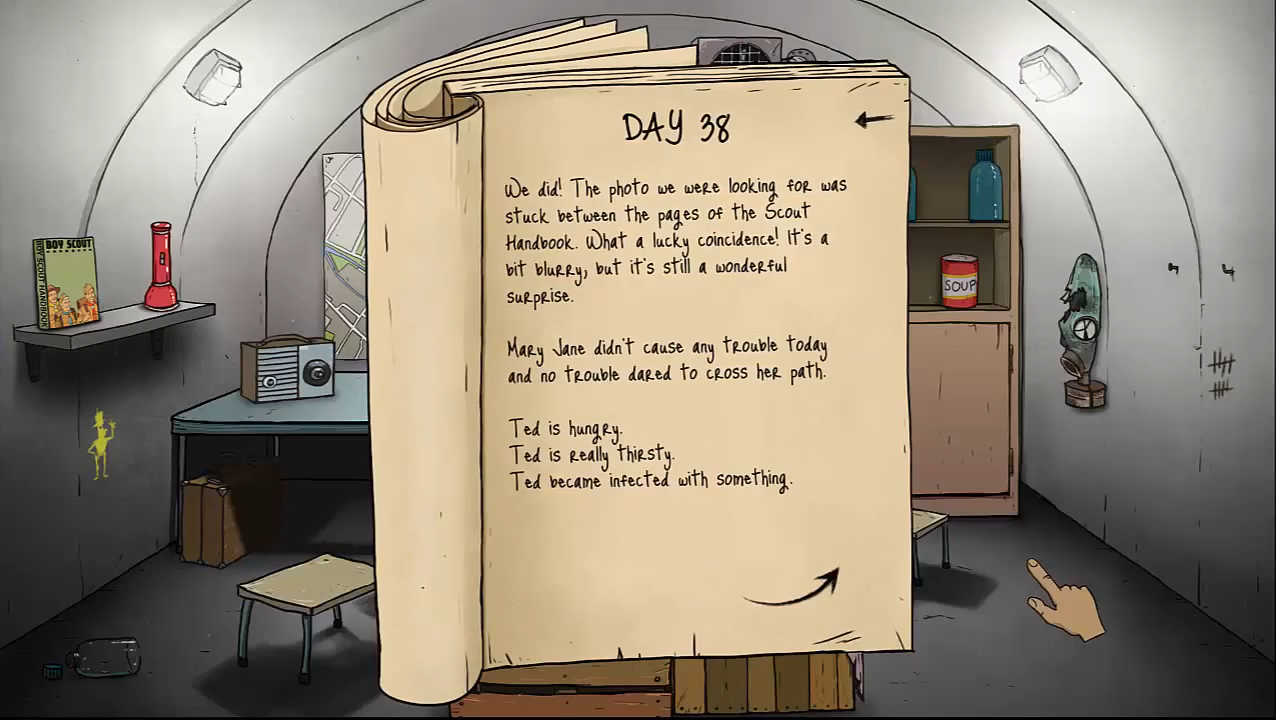 DAY 38
We did! The photo we were looking for was
stuck between the pages of the Scout
Handbook. What a lucky coincidence! It's a
bit blurry, but it's still a wonderful
surprise.
Mary Jane didn't cause any trouble today
and no trouble dared to cross her path.
Ted is hungry.
Ted is really thirsty.
Ted became infected with something.
BOY SCOUT
BOY SCOUT HANDBOOK
SOUP